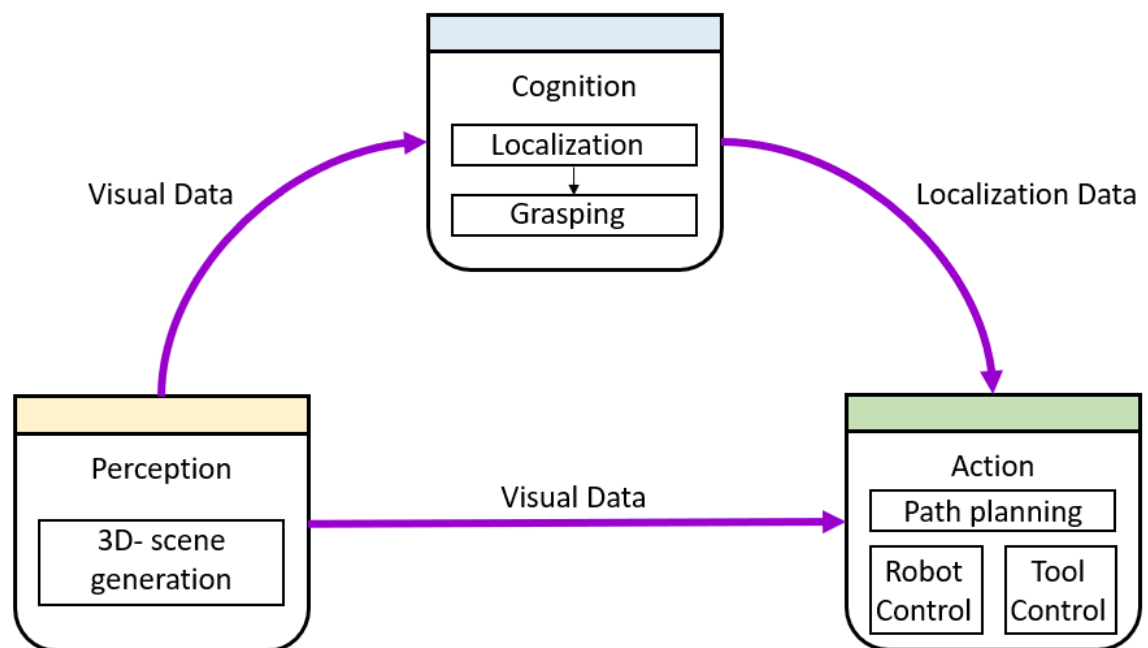 Cognition
Localization
Grasping
Visual Data
Localization Data
Perception
3D- scene
generation
Visual Data
Action
Path planning
Robot
Control
Tool
Control